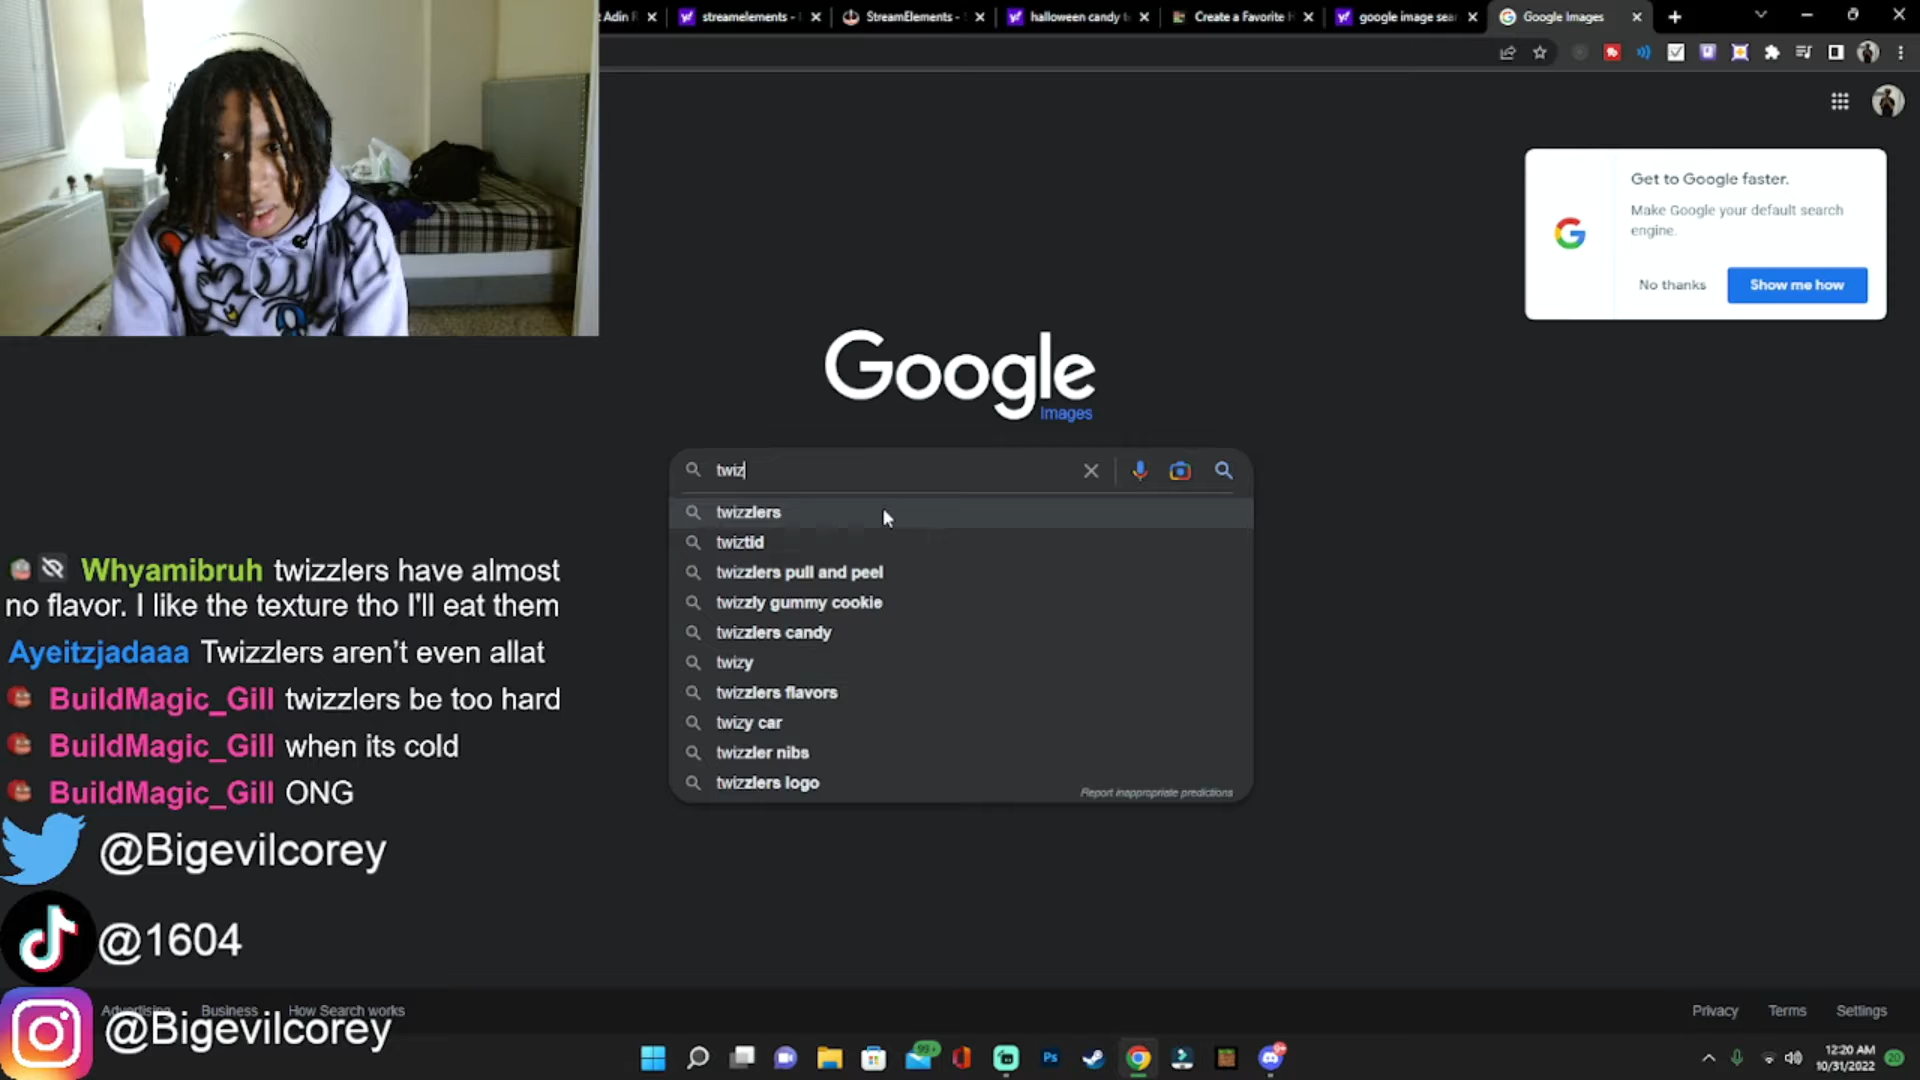 t Adin R
streamelements -
StreamElements -
halloween candy t
Create a Favorite H
google image sea
Google Images
Get to Google faster.
Make Google your default search
engine.
No thanks
Show me how
Google
Images
twiz
twizzlers
twiztid
twizzlers pull and peel
twizzly gummy cookie
twizzlers candy
twizy
twizzlers flavors
twizy car
twizzler nibs
twizzlers logo
Report inappropriate predictions
Whyamibruh twizzlers have almost
no flavor. I like the texture tho I'll eat them
Ayeitzjadaaa Twizzlers aren't even allat
BuildMagic_Gill twizzlers be too hard
BuildMagic_Gill when its cold
BuildMagic_Gill ONG
@Bigevilcorey
@1604
@Bigevilcorey
Advertising Business How Search works
Privacy Terms Settings
99+
Ps
12:20 AM
10/31/2022
20